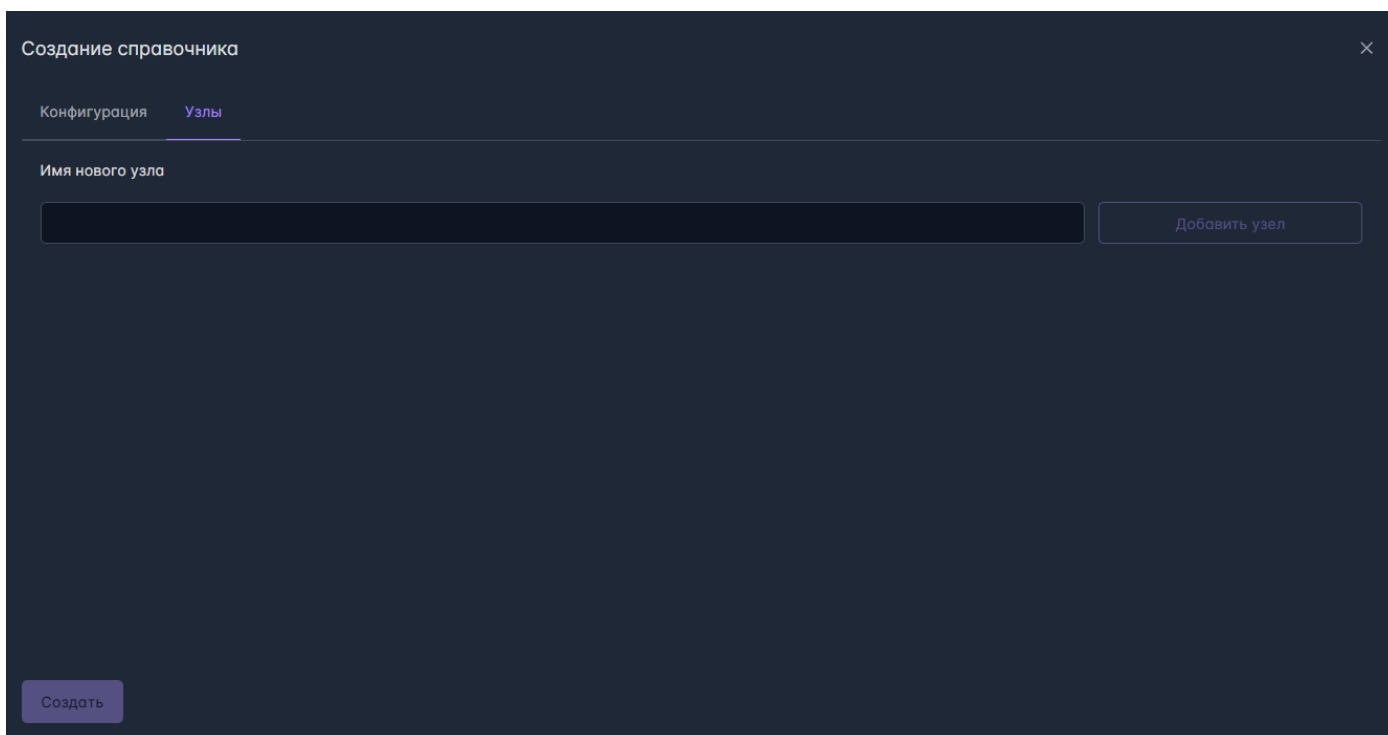 Создание справочника
Конфигурация Узлы
Имя нового узла
Добавить узел
Создать